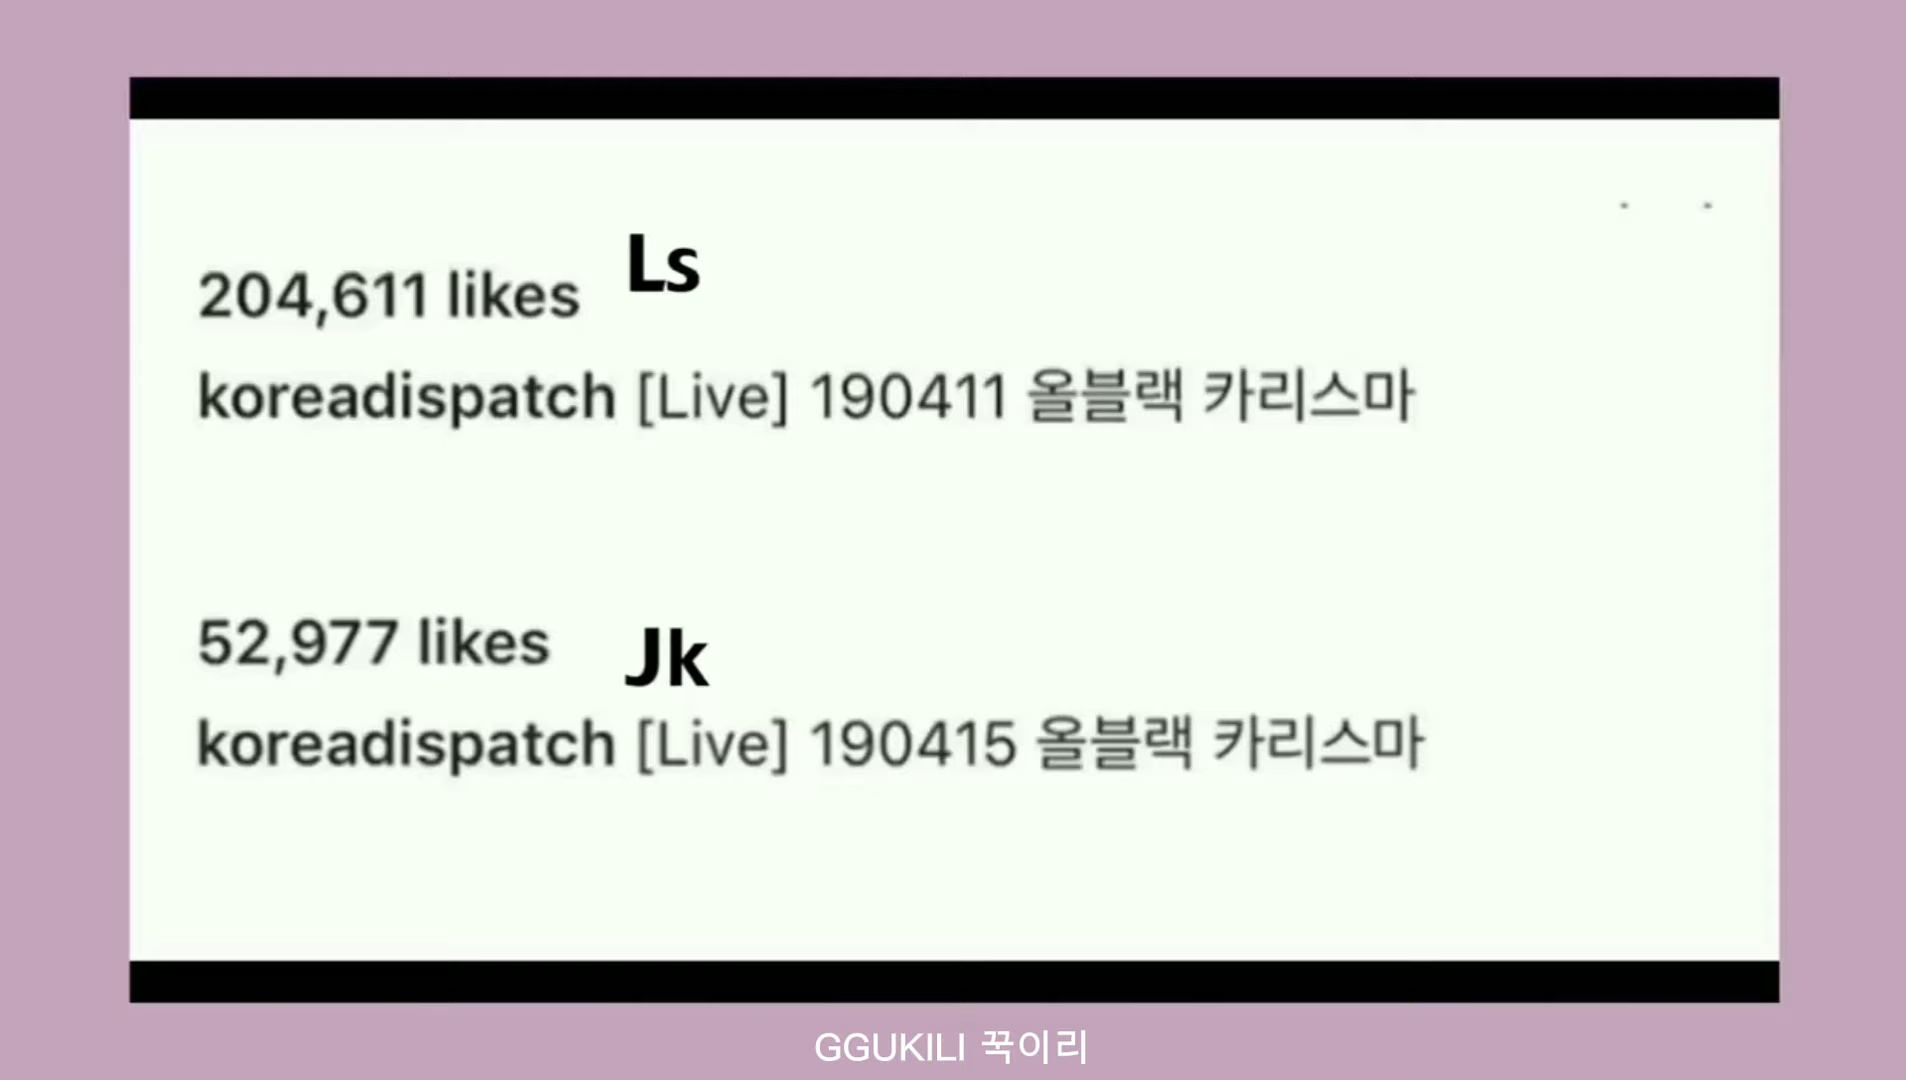 Ls
204,611 likes
koreadispatch [Live] 190411 올블랙 카리스마
52,977 likes
Jk
koreadispatch [Live] 190415 올블랙 카리스마
GGUKILI 꾹이리